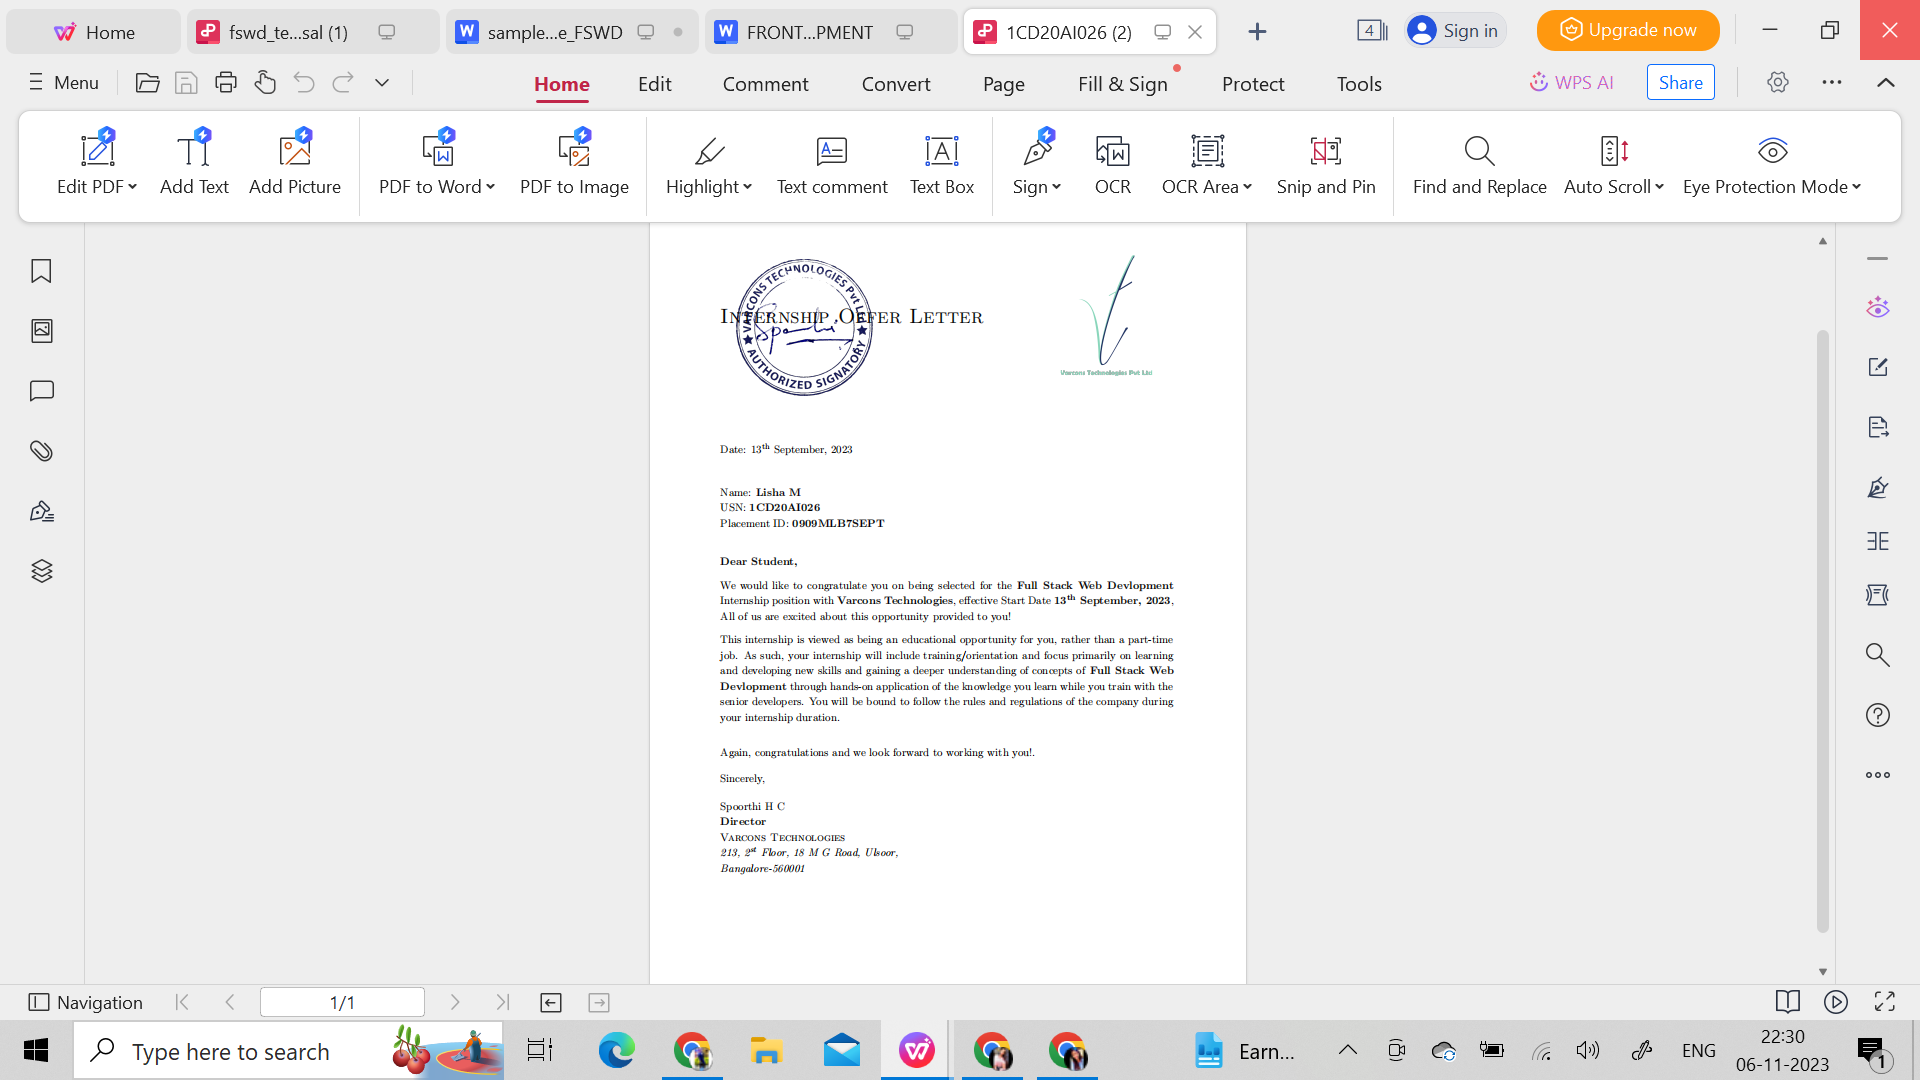 Home
fswd_te...sal (1)
sample...e_FSWD
FRONT...PMENT
1CD20AI026 (2)
4
Sign in
Upgrade now
Menu
Home
Edit
Comment
Convert
Page
Fill & Sign
Protect
Tools
WPS AI
Share
Edit PDF
Add Text
Add Picture
PDF to Word
PDF to Image
Highlight
Text comment
Text Box
Sign
OCR
OCR Area
Snip and Pin
Find and Replace
Auto Scroll
Eye Protection Mode
VARCONS TECHNOLOGIES Pvt Ltd
AUTHORIZED SIGNATORY
Internship Offer Letter
Varcons Technologies Pvt Ltd
Date: 13th September, 2023
Name: Lisha M
USN: 1CD20AI026
Placement ID: 0909MLB7SEPT
Dear Student,
We would like to congratulate you on being selected for the Full Stack Web Devlopment
Internship position with Varcons Technologies, effective Start Date 13th September, 2023,
All of us are excited about this opportunity provided to you!
This internship is viewed as being an educational opportunity for you, rather than a part-time
job. As such, your internship will include training/orientation and focus primarily on learning
and developing new skills and gaining a deeper understanding of concepts of Full Stack Web
Devlopment through hands-on application of the knowledge you learn while you train with the
senior developers. You will be bound to follow the rules and regulations of the company during
your internship duration.
Again, congratulations and we look forward to working with you!.
Sincerely,
Spoorthi H C
Director
Varcons Technologies
213, 2st Floor, 18 M G Road, Ulsoor,
Bangalore-560001
Navigation
1/1
Type here to search
Earn...
ENG
22:30
06-11-2023
1